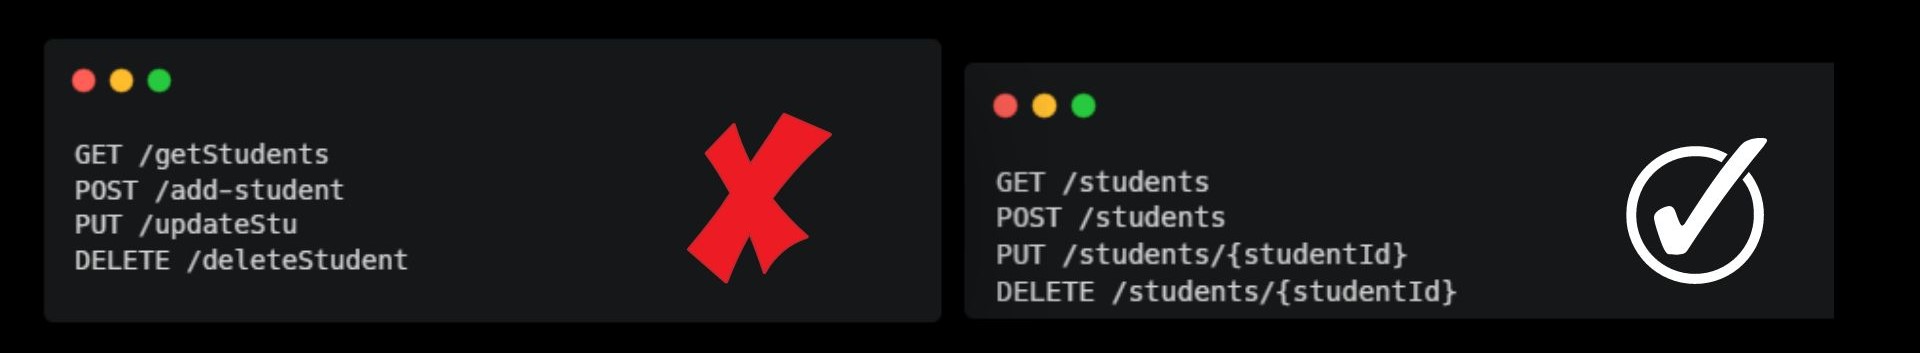 GET /getStudents
POST /add-student
PUT /updateStu
DELETE /deleteStudent
GET /students
POST /students
PUT /students/{studentId}
DELETE /students/{studentId}